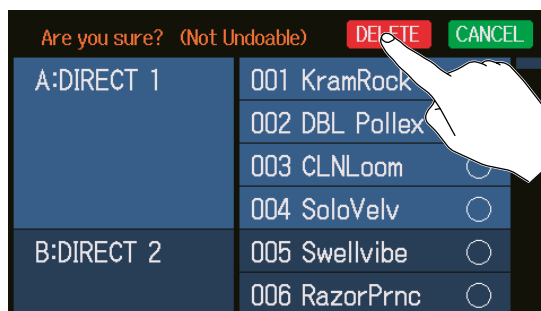 Are you sure? (Not Undoable) DELETE CANCEL
A:DIRECT 1 001 KramRock
002 DBL Pollex
003 CLNLoom
004 SoloVelv
B:DIRECT 2 005 Swellvibe
006 RazorPrnc